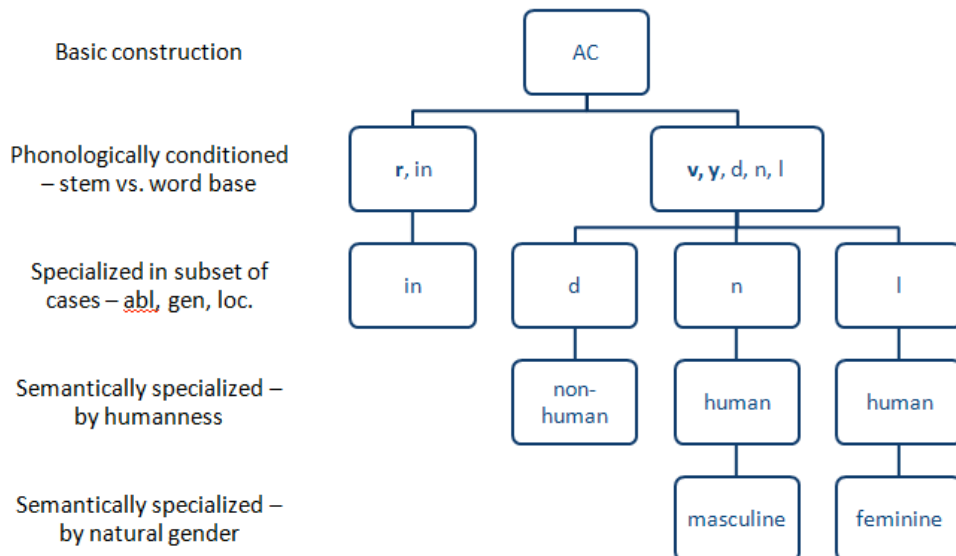 Basic construction
AC
Phonologically conditioned
– stem vs. word base
r, in
v, y, d, n, l
Specialized in subset of
cases – abl, gen, loc.
in
d
n
l
Semantically specialized –
by humanness
non-
human
human
human
Semantically specialized –
by natural gender
masculine
feminine